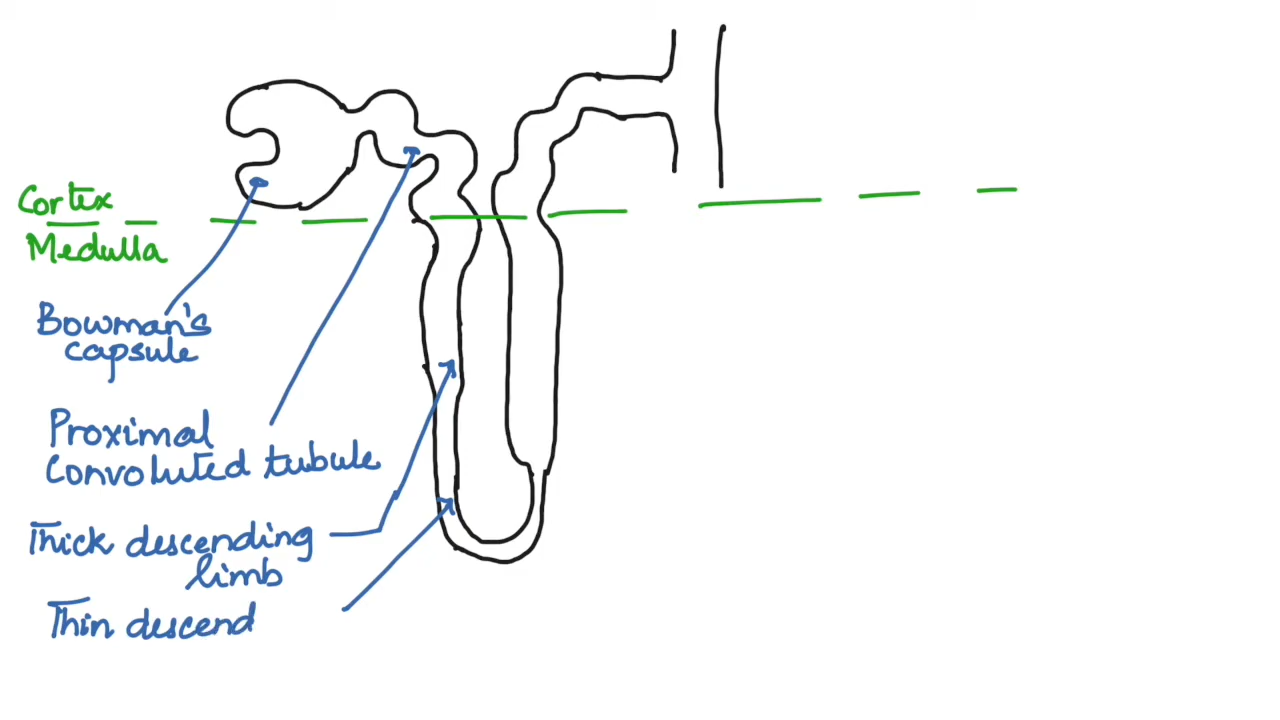 Cortex
Medulla
Bowman's
capsule
Proximal
convoluted tubule
Thick descending
limb
Thin descend